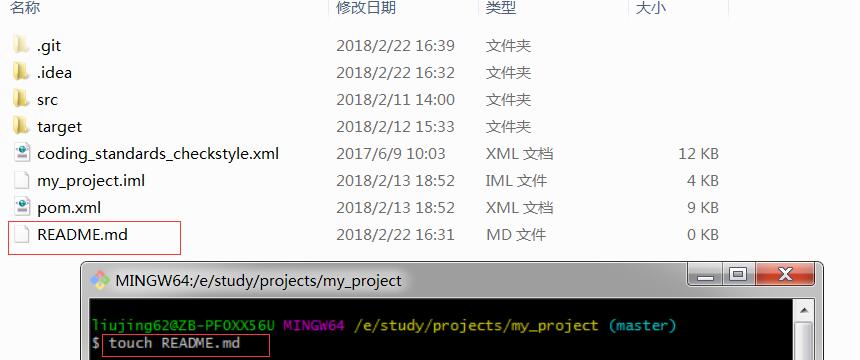 名称 修改日期 类型 大小
.git 2018/2/22 16:39 文件夹
.idea 2018/2/22 16:32 文件夹
src 2018/2/11 14:00 文件夹
target 2018/2/12 15:33 文件夹
coding_standards_checkstyle.xml 2017/6/9 10:03 XML 文档 12 KB
my_project.iml 2018/2/13 18:52 IML 文件 4 KB
pom.xml 2018/2/13 18:52 XML 文档 9 KB
README.md 2018/2/22 16:31 MD 文件 0 KB
MINGW64:/e/study/projects/my_project
liujing62@ZB-PF0XX56U MINGW64 /e/study/projects/my_project (master)
$ touch README.md